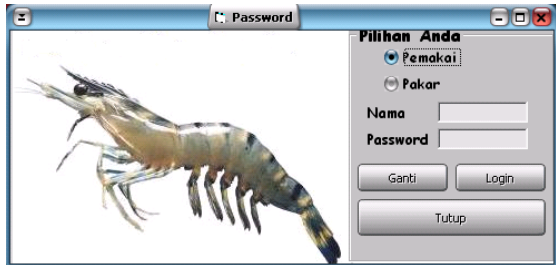 Password
Pilihan Anda
Pemakai
Pakar
Nama
Password
Ganti Login
Tutup